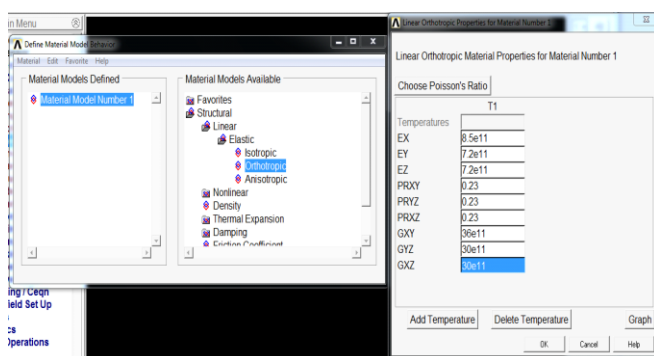 in Menu
Define Material Model Behavior
Material Edit Favorite Help
Material Models Defined
Material Model Number 1
Material Models Available
Favorites
Structural
Linear
Elastic
Isotropic
Orthotropic
Anisotropic
Nonlinear
Density
Thermal Expansion
Damping
Friction Coefficient
ing / Ceqn
ield Set Up
s
cs
Operations
Linear Orthotropic Properties for Material Number 1
Linear Orthotropic Material Properties for Material Number 1
Choose Poisson's Ratio
T1
Temperatures
EX 8.5e11
EY 7.2e11
EZ 7.2e11
PRXY 0.23
PRYZ 0.23
PRXZ 0.23
GXY 36e11
GYZ 30e11
GXZ 30e11
Add Temperature Delete Temperature Graph
OK Cancel Help